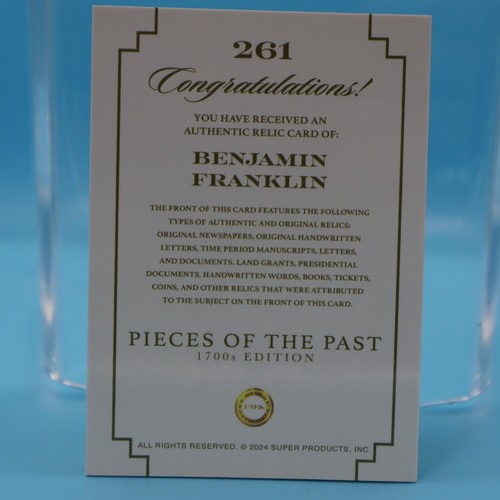 261
Congratulations!
YOU HAVE RECEIVED AN
AUTHENTIC RELIC CARD OF:
BENJAMIN
FRANKLIN
THE FRONT OF THIS CARD FEATURES THE FOLLOWING
TYPES OF AUTHENTIC AND ORIGINAL RELICS:
ORIGINAL NEWSPAPERS, ORIGINAL HANDWRITTEN
LETTERS, TIME PERIOD MANUSCRIPTS, LETTERS,
AND DOCUMENTS, LAND GRANTS, PRESIDENTIAL
DOCUMENTS, HANDWRITTEN WORDS, BOOKS, TICKETS,
COINS, AND OTHER RELICS THAT WERE ATTRIBUTED
TO THE SUBJECT ON THE FRONT OF THIS CARD.
PIECES OF THE PAST
1700s EDITION
1700s
ALL RIGHTS RESERVED. © 2024 SUPER PRODUCTS, INC.